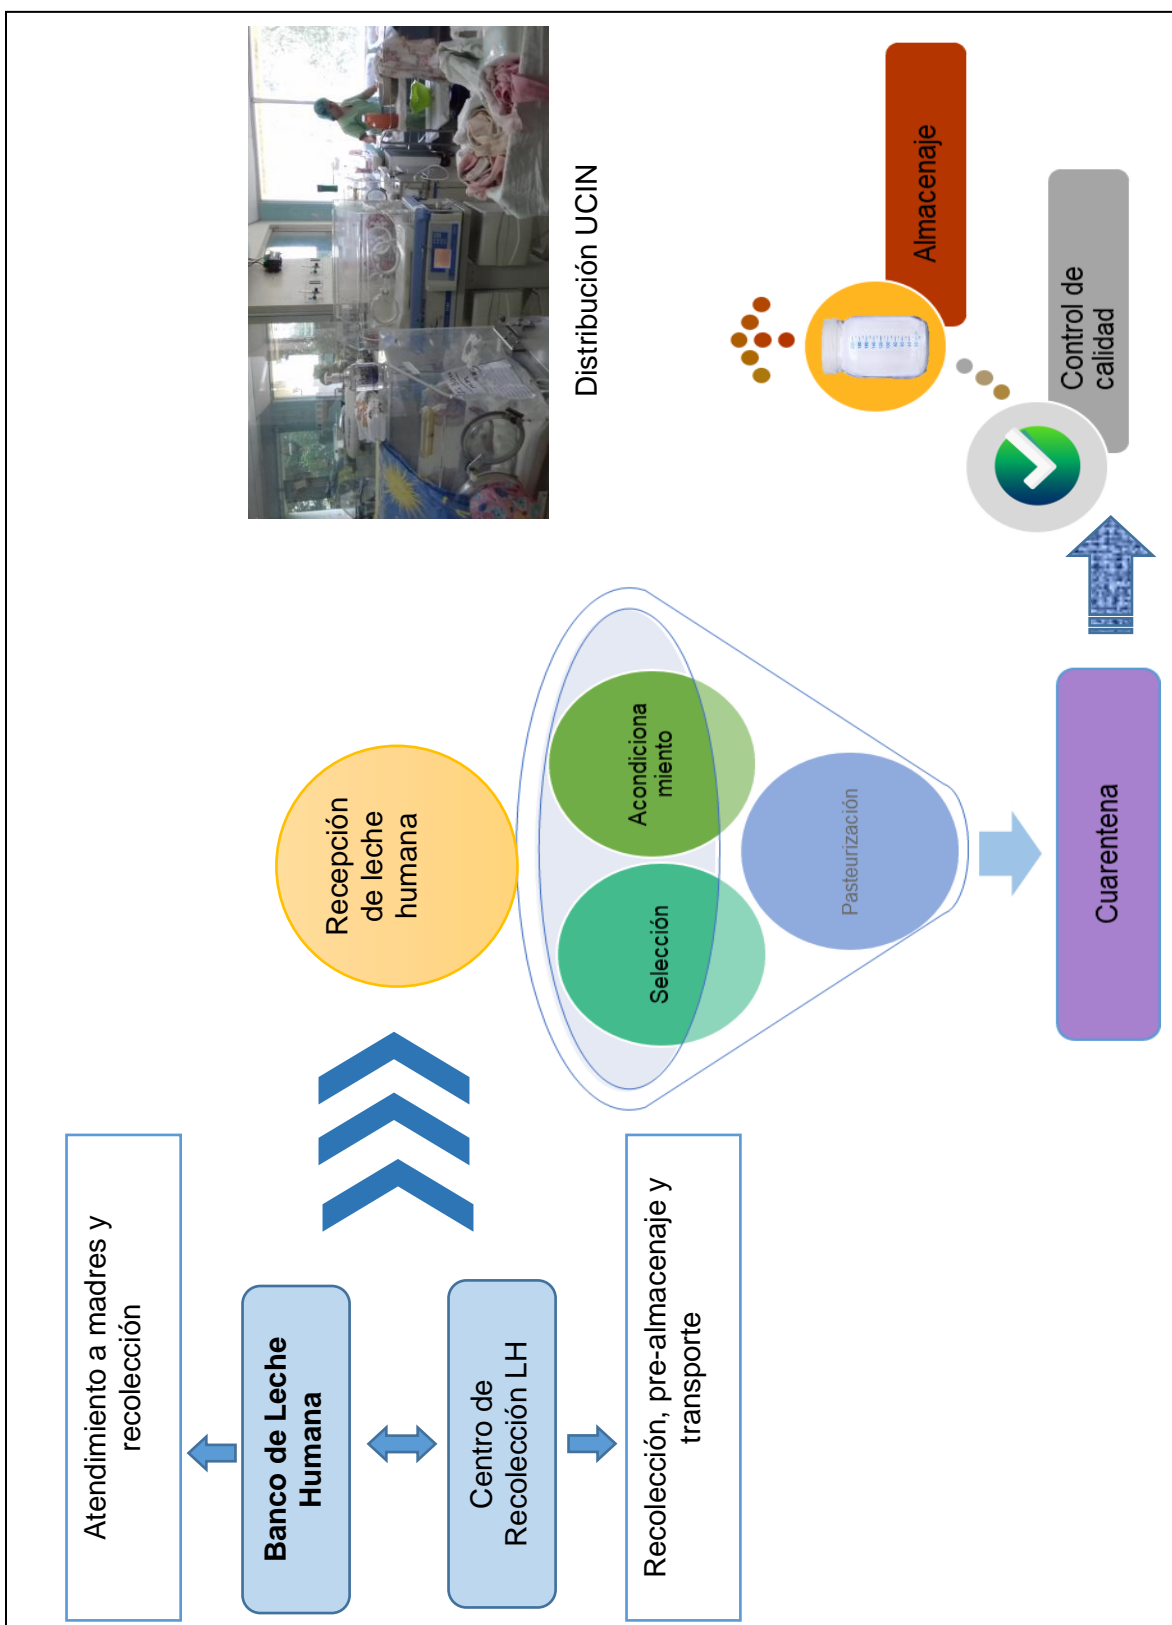 Atendimiento a madres y
recolección
Banco de Leche
Humana
Centro de
Recolección LH
Recolección, pre-almacenaje y
transporte
Recepción
de leche
humana
Selección
Acondiciona
miento
Pasteurización
Cuarentena
Control de
calidad
Almacenaje
Distribución UCIN